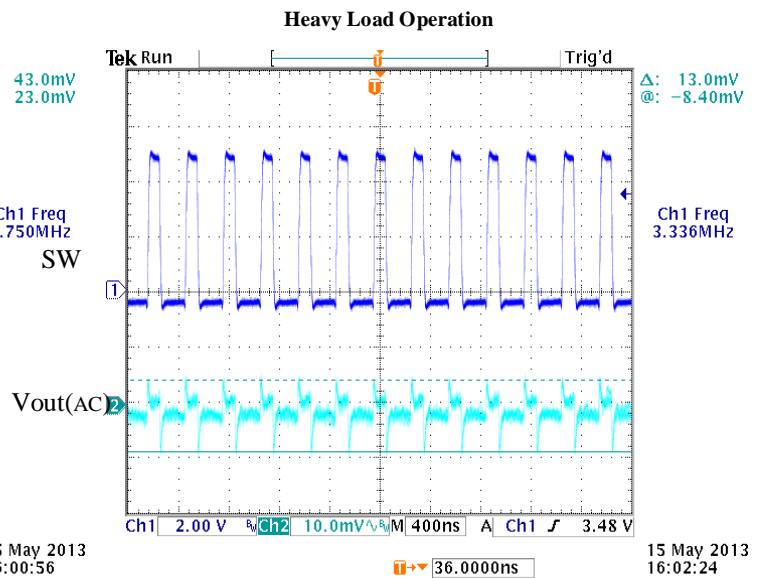 Heavy Load Operation
Tek Run Trig'd
43.0mV
23.0mV
Δ: 13.0mV
@: −8.40mV
Ch1 Freq
.750MHz
Ch1 Freq
3.336MHz
SW
1
Vout(AC)
2
Ch1 2.00 V Ch2 10.0mV M 400ns A Ch1 3.48 V
5 May 2013
:00:56
36.0000ns
15 May 2013
16:02:24